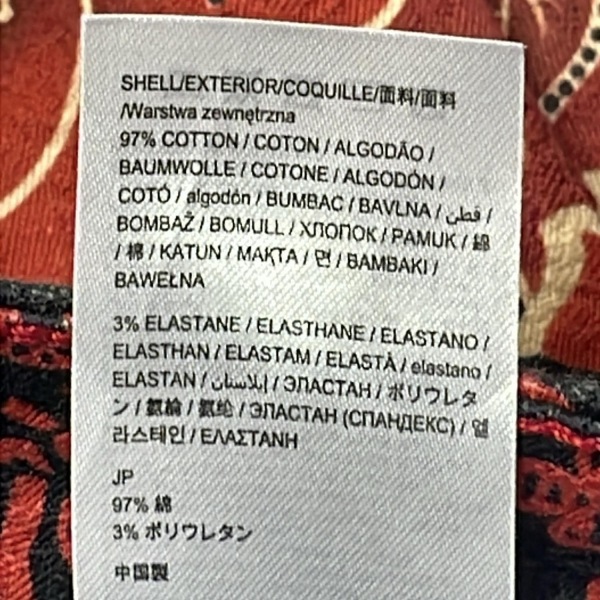 SHELL/EXTERIOR/COQUILLE/面料/面料
/Warstwa zewnętrzna
97% COTTON / COTON / ALGODÃO /
BAUMWOLLE / COTONE / ALGODÓN /
COTÓ / algodón / BUMBAC / BAVLNA / قطن /
BOMBAŽ / BOMULL / ХЛОПОК / PAMUK / 綿
/ 棉 / KATUN / МАҚТА / 면 / BAMBAKI /
BAWEŁNA
3% ELASTANE / ELASTHANE / ELASTANO /
ELASTHAN / ELASTAM / ELASTÀ / elastano /
ELASTAN / إيلاستان / ЭЛАСТАН / ポリウレタ
ン / 氨綸 / 氨纶 / ЭЛАСТАН (СПАНДЕКС) / 엘
라스테인 / ΕΛΑΣΤΑΝΗ
JP
97% 綿
3% ポリウレタン
中国製